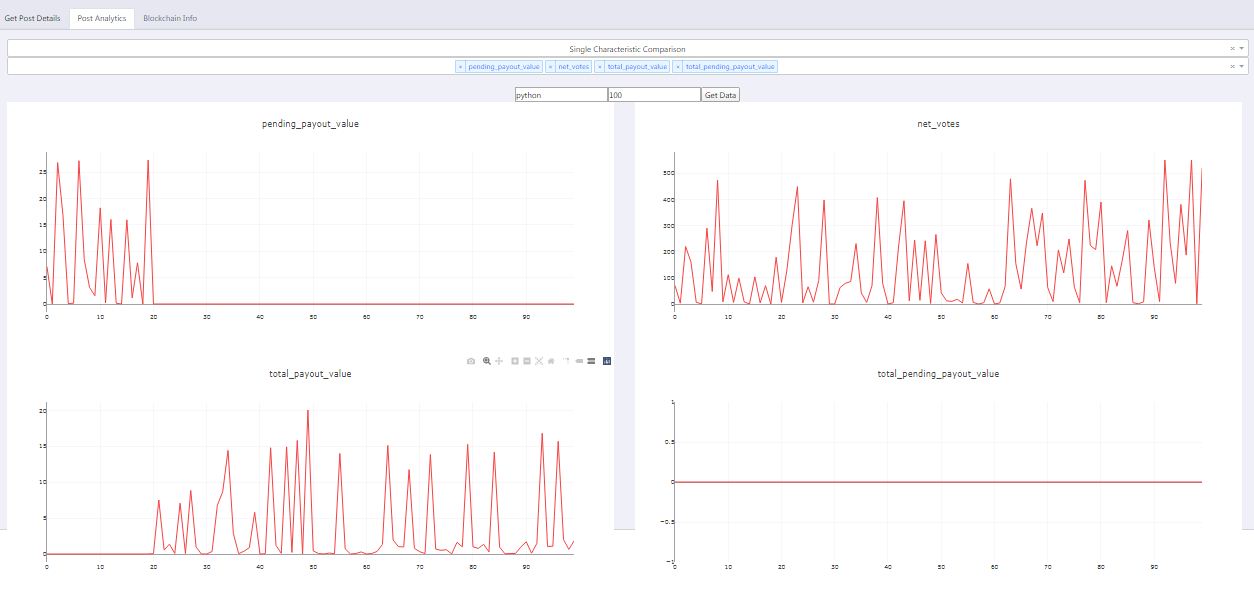 Get Post Details Post Analytics Blockchain Info
Single Characteristic Comparison × 
× pending_payout_value × net_votes × total_payout_value × total_pending_payout_value ×
python 100 Get Data
pending_payout_value
25
20
15
10
5
0
0 10 20 30 40 50 60 70 80 90
net_votes
500
400
300
200
100
0
0 10 20 30 40 50 60 70 80 90
total_payout_value
20
15
10
5
0
0 10 20 30 40 50 60 70 80 90
total_pending_payout_value
1
0.5
0
−0.5
−1
0 10 20 30 40 50 60 70 80 90